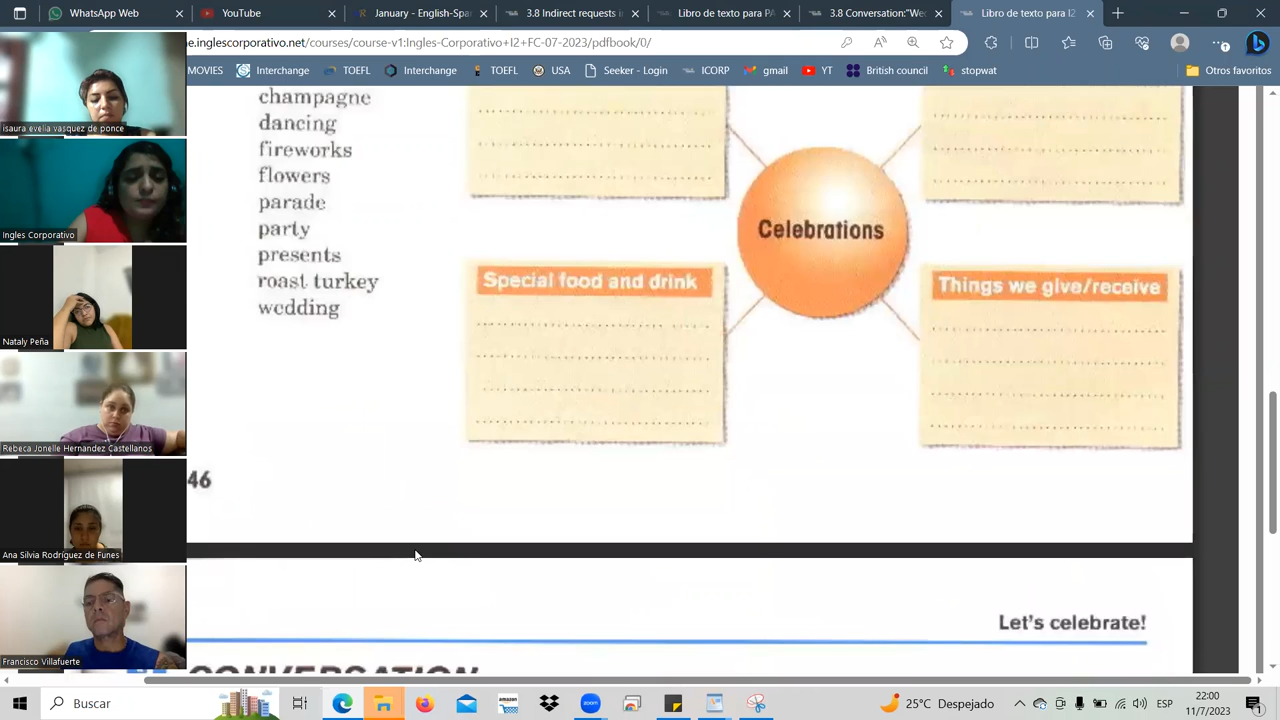 WhatsApp
YouTube
January - English-Spa
3.8 Indirect requests i
Libro de texto para PA
3.8 Conversation:"We
Libro de texto para I2
e.inglescorporativo.net/courses/course-v1:Ingles-Corporativo+I2+FC-07-2023/pdfbook/0/
MOVIES
Interchange
TOEFL
Interchange
TOEFL
USA
Seeker - Login
ICORP
gmail
YT
British council
stopwat
Otros favoritos
isaura evelia vasquez de ponce
Ingles Corporativo
Nataly Peña
Rebeca Jonelle Hernandez Castellanos
Ana Silvia Rodríguez de Funes
Francisco Villafuerte
champagne
dancing
fireworks
flowers
parade
party
presents
roast turkey
wedding
Celebrations
Special food and drink
Things we give/receive
46
Let's celebrate!
CONVERSATION
Buscar
amazon
zoom
25°C Despejado
ESP
22:00
11/7/2023
1